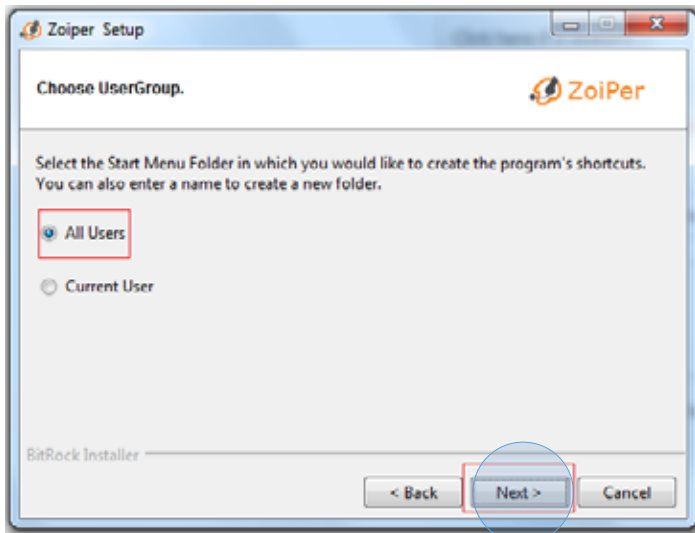 Zoiper Setup
Choose UserGroup.
ZoiPer
Select the Start Menu Folder in which you would like to create the program's shortcuts.
You can also enter a name to create a new folder.
All Users
Current User
BitRock Installer
< Back Next > Cancel